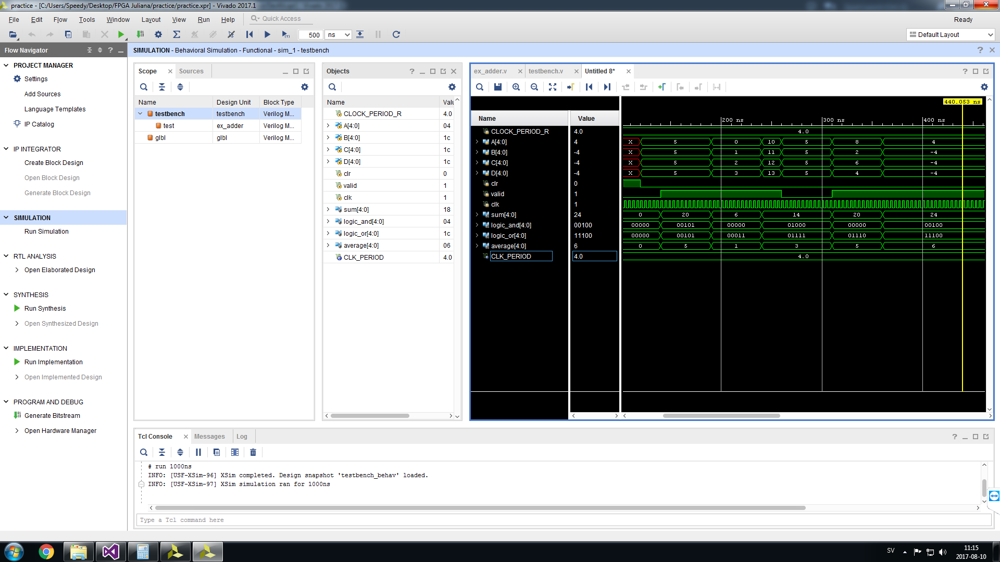 practice - [C:/Users/Speedy/Desktop/FPGA Juliana/practice/practice.xpr] - Vivado 2017.1
File Edit Flow Tools Window Layout View Run Help Quick Access Ready
500 ns Default Layout
Flow Navigator
SIMULATION - Behavioral Simulation - Functional - sim_1 - testbench
PROJECT MANAGER
Settings
Add Sources
Language Templates
IP Catalog
IP INTEGRATOR
Create Block Design
Open Block Design
Generate Block Design
SIMULATION
Run Simulation
RTL ANALYSIS
Open Elaborated Design
SYNTHESIS
Run Synthesis
Open Synthesized Design
IMPLEMENTATION
Run Implementation
Open Implemented Design
PROGRAM AND DEBUG
Generate Bitstream
Open Hardware Manager
Scope Sources
Name Design Unit Block Type
testbench testbench Verilog M...
test ex_adder Verilog M...
glbl glbl Verilog M...
Objects
Name Valu
CLOCK_PERIOD_R 4.0
A[4:0] 04
B[4:0] 1c
C[4:0] 1c
D[4:0] 1c
clr 0
valid 1
clk 1
sum[4:0] 18
logic_and[4:0] 04
logic_or[4:0] 1c
average[4:0] 06
CLK_PERIOD 4.0
ex_adder.v testbench.v Untitled 8*
440.053 ns
Name Value 200 ns 300 ns 400 ns
CLOCK_PERIOD_R 4.0 4.0
A[4:0] 4 X 5 0 10 5 8 4
B[4:0] -4 X 5 1 11 5 2 -4
C[4:0] -4 X 5 2 12 5 6 -4
D[4:0] -4 X 5 3 13 5 4 -4
clr 0
valid 1
clk 1
sum[4:0] 24 0 20 6 14 20 24
logic_and[4:0] 00100 00000 00101 00000 01000 00000 00100
logic_or[4:0] 11100 00000 00101 00011 01111 01110 11100
average[4:0] 6 0 5 1 3 5 6
CLK_PERIOD 4.0 4.0
Tcl Console Messages Log
# run 1000ns
INFO: [USF-XSim-96] XSim completed. Design snapshot 'testbench_behav' loaded.
INFO: [USF-XSim-97] XSim simulation ran for 1000ns
Type a Tcl command here
SV
11:15
2017-08-10